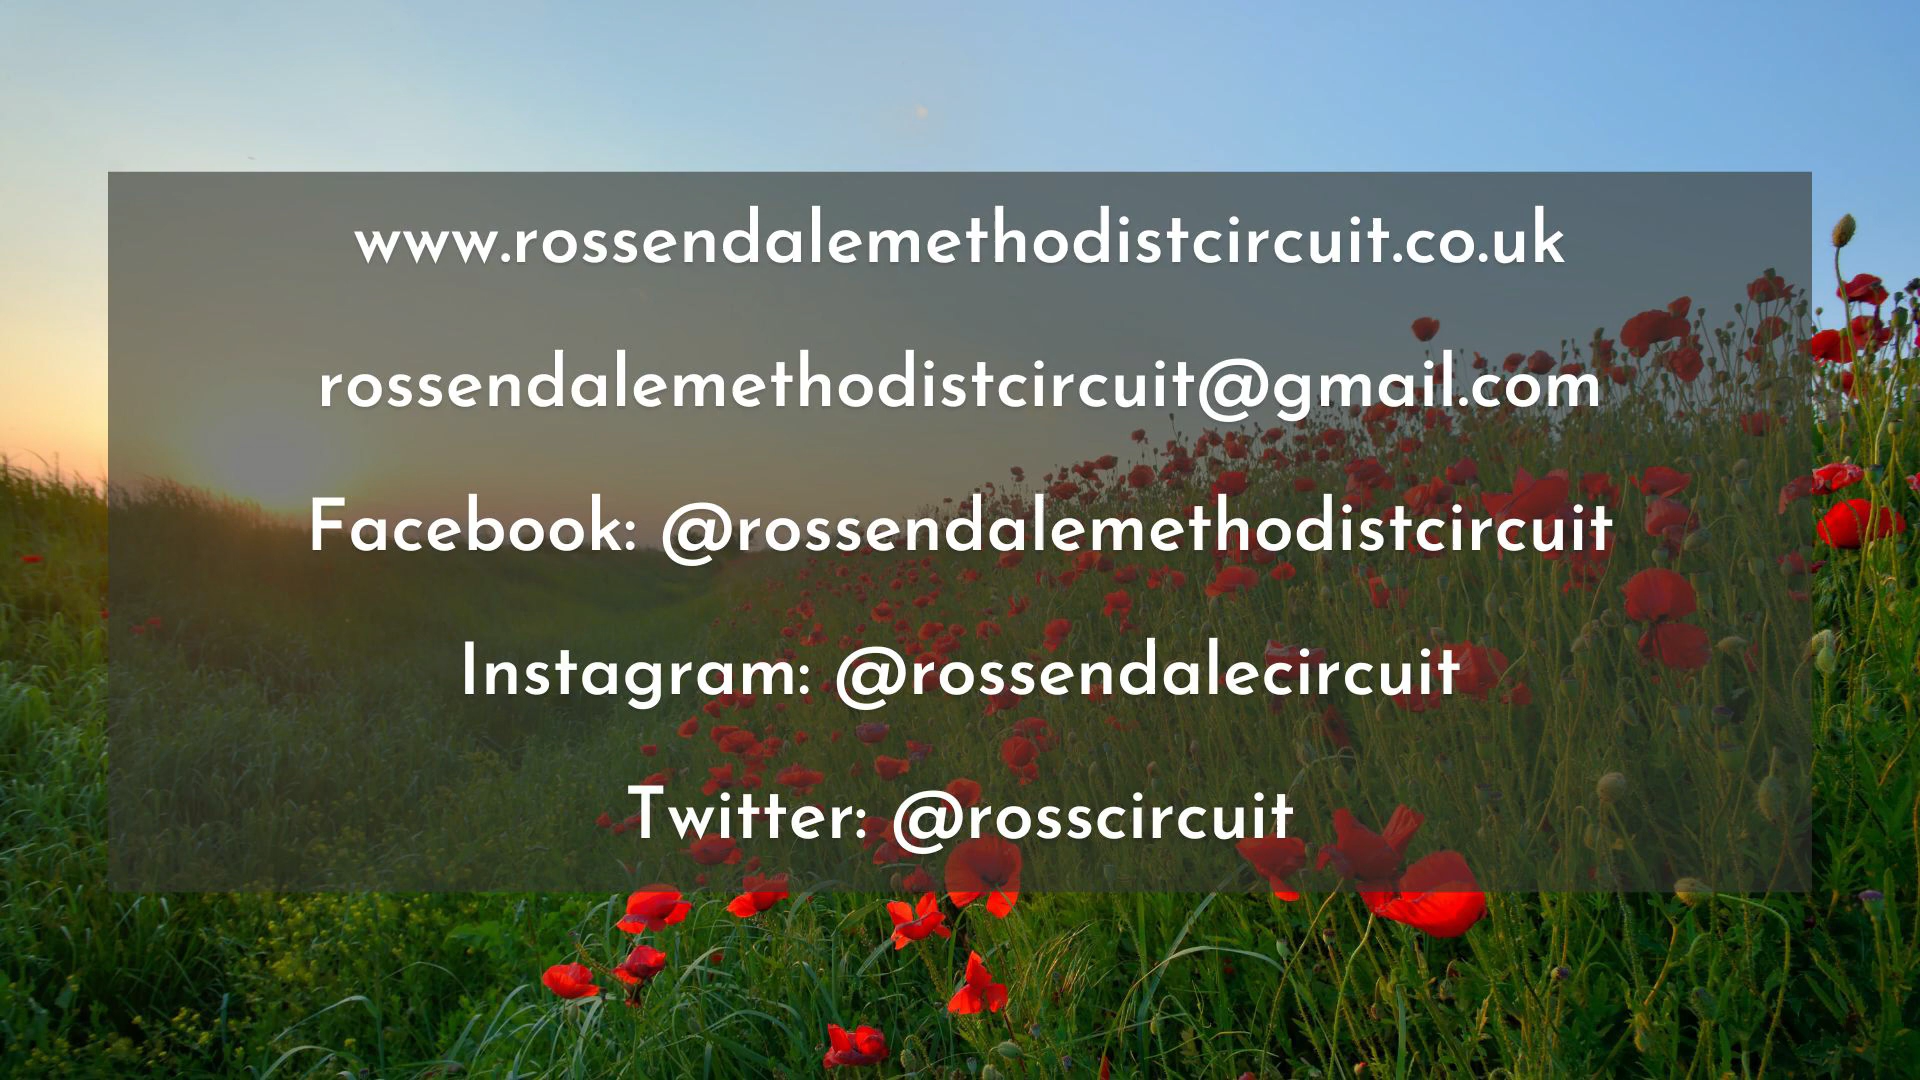 www.rossendalemethodistcircuit.co.uk
rossendalemethodistcircuit@gmail.com
Facebook: @rossendalemethodistcircuit
Instagram: @rossendalecircuit
Twitter: @rosscircuit